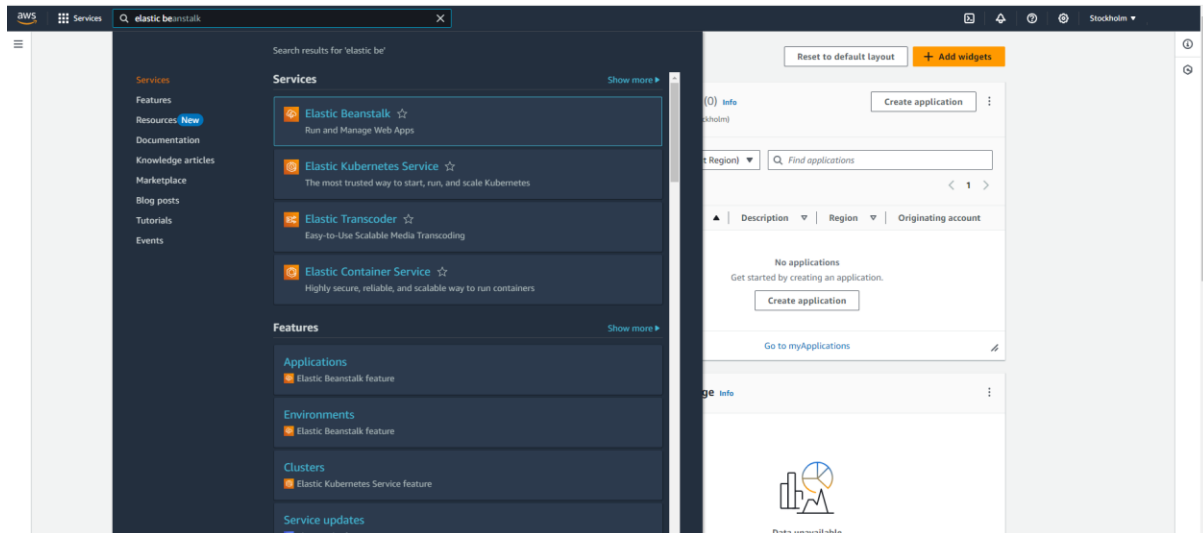 aws
Services
elastic beanstalk
Stockholm
Search results for 'elastic be'
Services
Features
Resources New
Documentation
Knowledge articles
Marketplace
Blog posts
Tutorials
Events
Services
Show more
Elastic Beanstalk
Run and Manage Web Apps
Elastic Kubernetes Service
The most trusted way to start, run, and scale Kubernetes
Elastic Transcoder
Easy-to-Use Scalable Media Transcoding
Elastic Container Service
Highly secure, reliable, and scalable way to run containers
Features
Show more
Applications
Elastic Beanstalk feature
Environments
Elastic Beanstalk feature
Clusters
Elastic Kubernetes Service feature
Service updates
Reset to default layout
+ Add widgets
(0) Info
Create application
ckholm)
t Region)
Find applications
1
Description
Region
Originating account
No applications
Get started by creating an application.
Create application
Go to myApplications
ge Info
Data unavailable